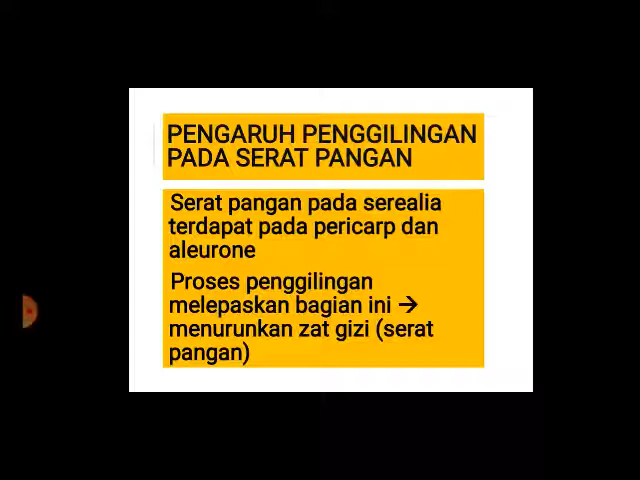 PENGARUH PENGGILINGAN
PADA SERAT PANGAN
Serat pangan pada serealia
terdapat pada pericarp dan
aleurone
Proses penggilingan
melepaskan bagian ini →
menurunkan zat gizi (serat
pangan)